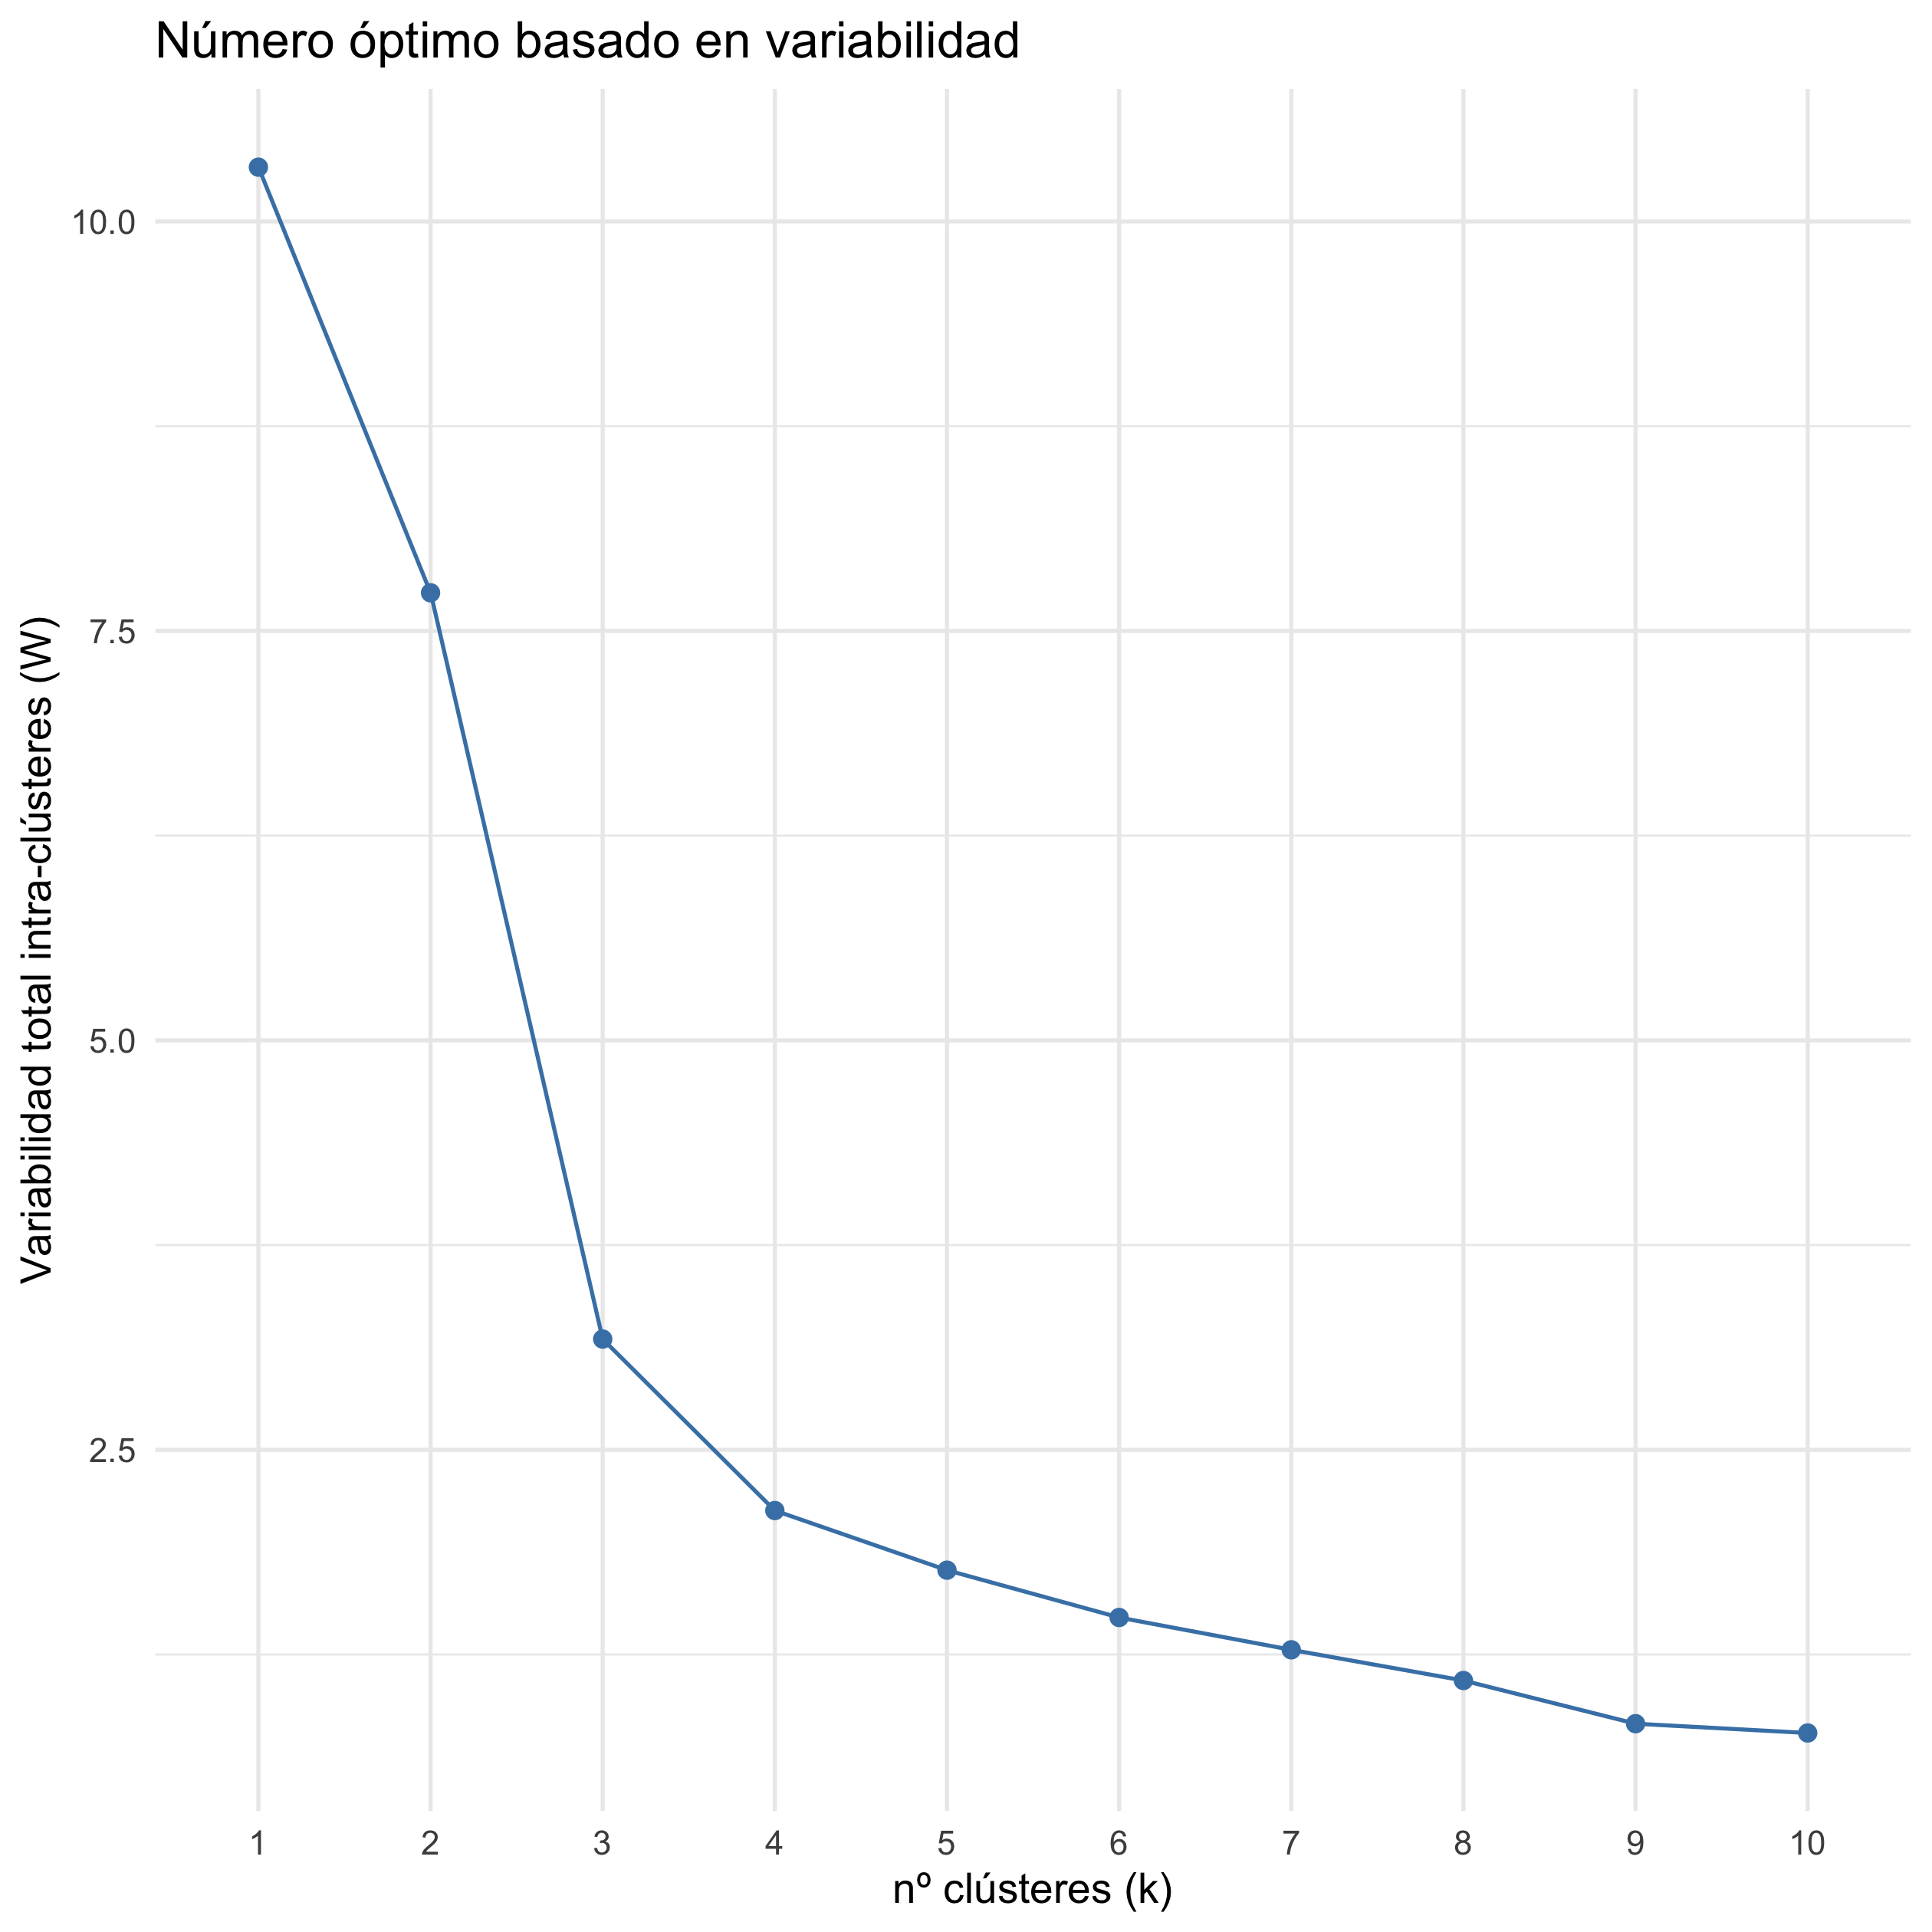 Número óptimo basado en variabilidad
Variabilidad total intra-clústeres (W)
10.0
7.5
5.0
2.5
1 2 3 4 5 6 7 8 9 10
nº clústeres (k)